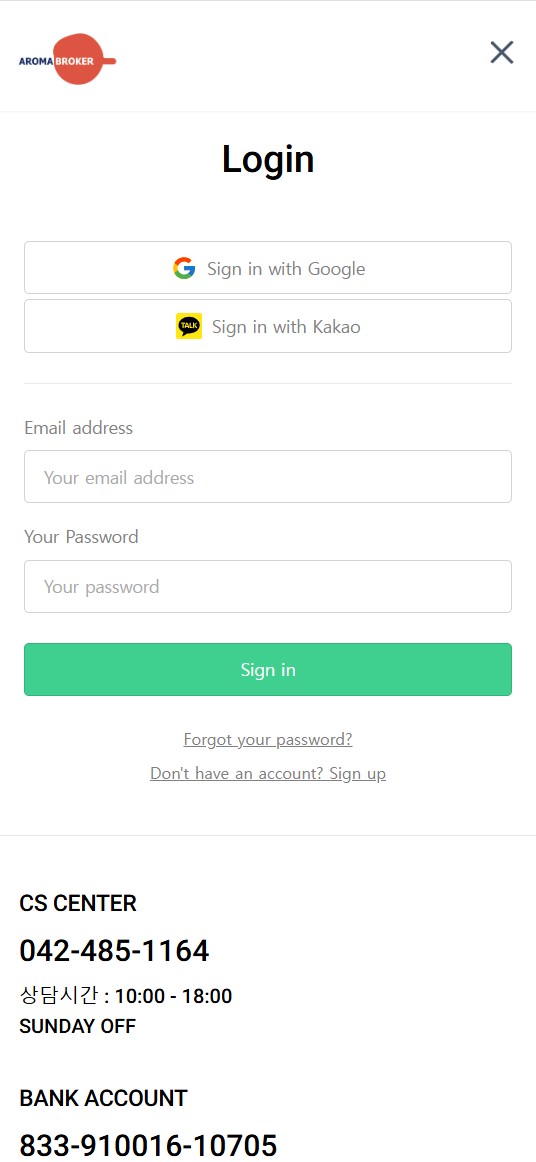 AROMA BROKER
Login
Sign in with Google
TALK Sign in with Kakao
Email address
Your email address
Your Password
Your password
Sign in
Forgot your password?
Don't have an account? Sign up
CS CENTER
042-485-1164
상담시간 : 10:00 - 18:00
SUNDAY OFF
BANK ACCOUNT
833-910016-10705